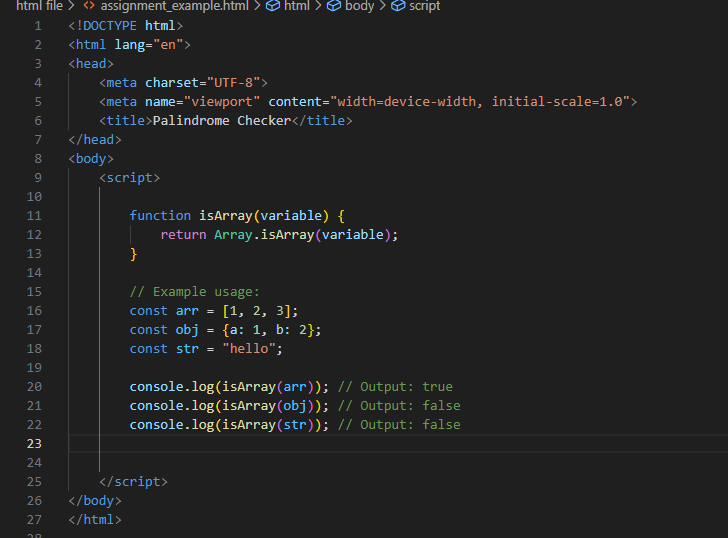 html file > <> assignment_example.html > html > body > script
1 <!DOCTYPE html>
2 <html lang="en">
3 <head>
4     <meta charset="UTF-8">
5     <meta name="viewport" content="width=device-width, initial-scale=1.0">
6     <title>Palindrome Checker</title>
7 </head>
8 <body>
9     <script>
10
11         function isArray(variable) {
12             return Array.isArray(variable);
13         }
14
15         // Example usage:
16         const arr = [1, 2, 3];
17         const obj = {a: 1, b: 2};
18         const str = "hello";
19
20         console.log(isArray(arr)); // Output: true
21         console.log(isArray(obj)); // Output: false
22         console.log(isArray(str)); // Output: false
23
24
25     </script>
26 </body>
27 </html>
28